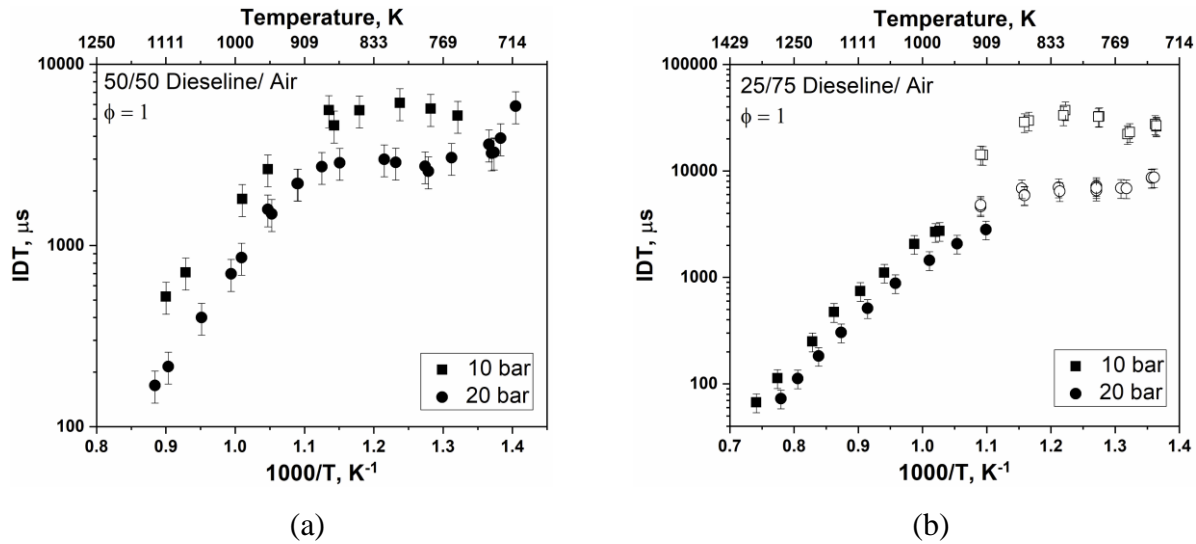 Temperature, K
1250 1111 1000 909 833 769 714
10000
50/50 Dieseline/ Air
ϕ = 1
1000
IDT, μs
100
10 bar
20 bar
0.8 0.9 1.0 1.1 1.2 1.3 1.4
1000/T, K-1
(a)
Temperature, K
1429 1250 1111 1000 909 833 769 714
100000
25/75 Dieseline/ Air
ϕ = 1
10000
IDT, μs
1000
100
10 bar
20 bar
0.7 0.8 0.9 1.0 1.1 1.2 1.3 1.4
1000/T, K-1
(b)